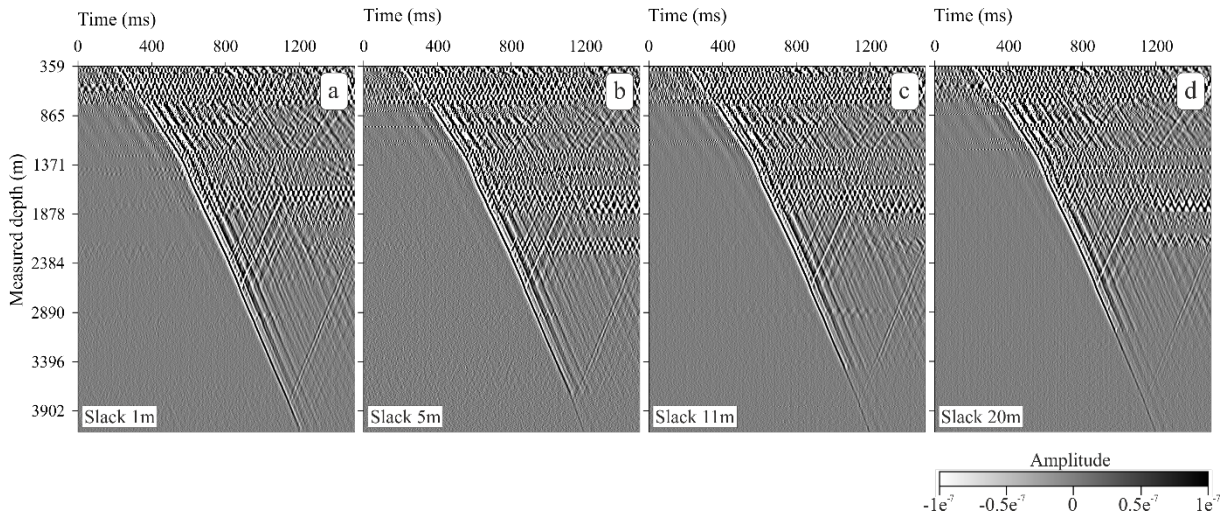 Time (ms) Time (ms) Time (ms) Time (ms)
0 400 800 1200 0 400 800 1200 0 400 800 1200 0 400 800 1200
359
a b c d
865
1371
1878
Measured depth (m)
2384
2890
3396
3902
Slack 1m Slack 5m Slack 11m Slack 20m
Amplitude
-1e⁻⁷ -0.5e⁻⁷ 0 0.5e⁻⁷ 1e⁻⁷